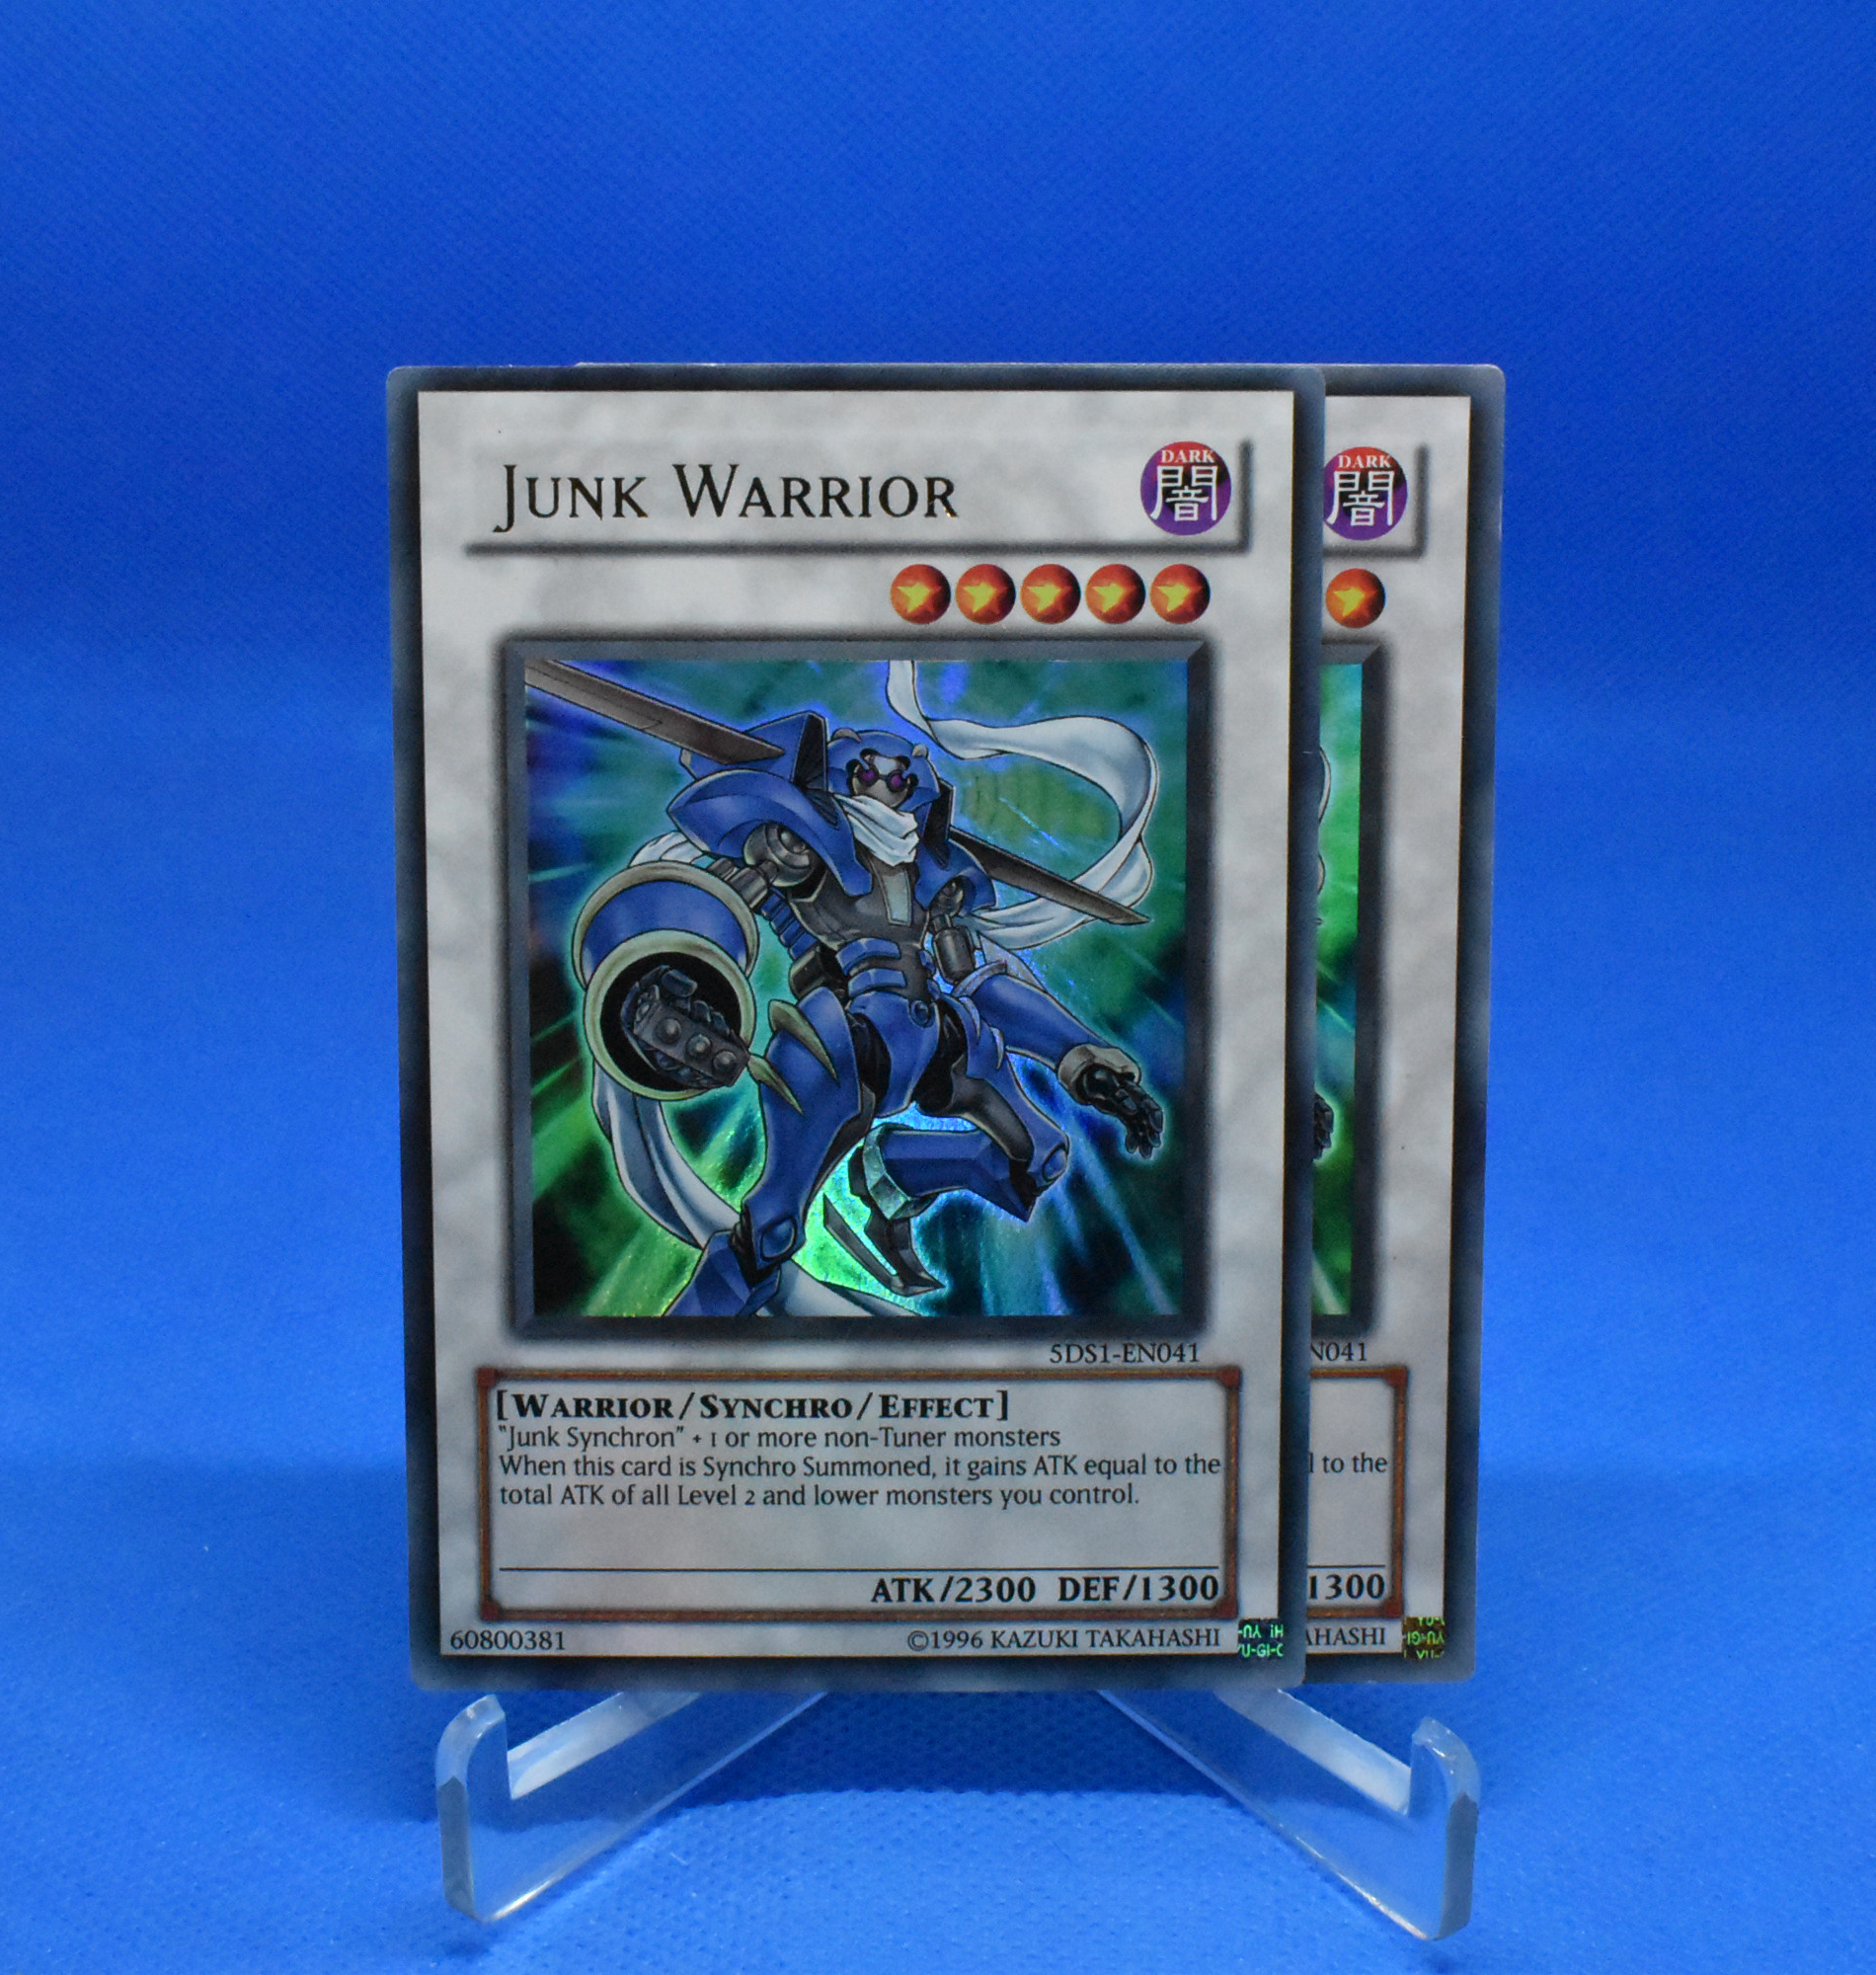 JUNK WARRIOR
DARK
闇
DARK
闇
5DS1-EN041
N041
[WARRIOR/SYNCHRO/EFFECT]
"Junk Synchron" + 1 or more non-Tuner monsters
When this card is Synchro Summoned, it gains ATK equal to the
total ATK of all Level 2 and lower monsters you control.
l to the
ATK/2300 DEF/1300
1300
60800381
©1996 KAZUKI TAKAHASHI
AHASHI